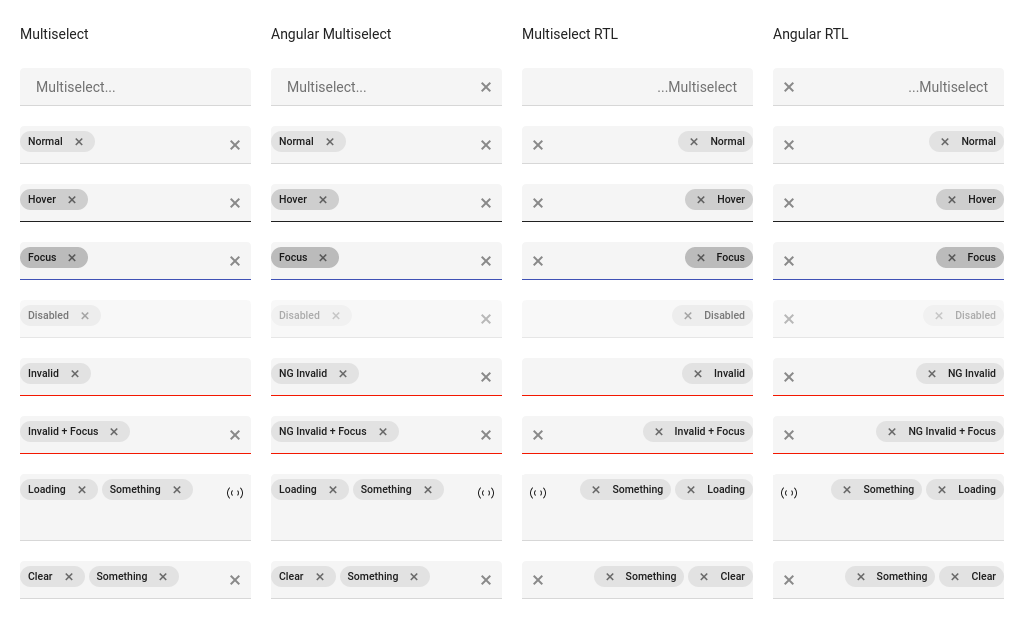 Multiselect Angular Multiselect Multiselect RTL Angular RTL
Multiselect... Multiselect... ...Multiselect ...Multiselect
Normal Normal Normal Normal
Hover Hover Hover Hover
Focus Focus Focus Focus
Disabled Disabled Disabled Disabled
Invalid NG Invalid Invalid NG Invalid
Invalid + Focus NG Invalid + Focus Invalid + Focus NG Invalid + Focus
Loading Something Loading Something Something Loading Something Loading
Clear Something Clear Something Something Clear Something Clear